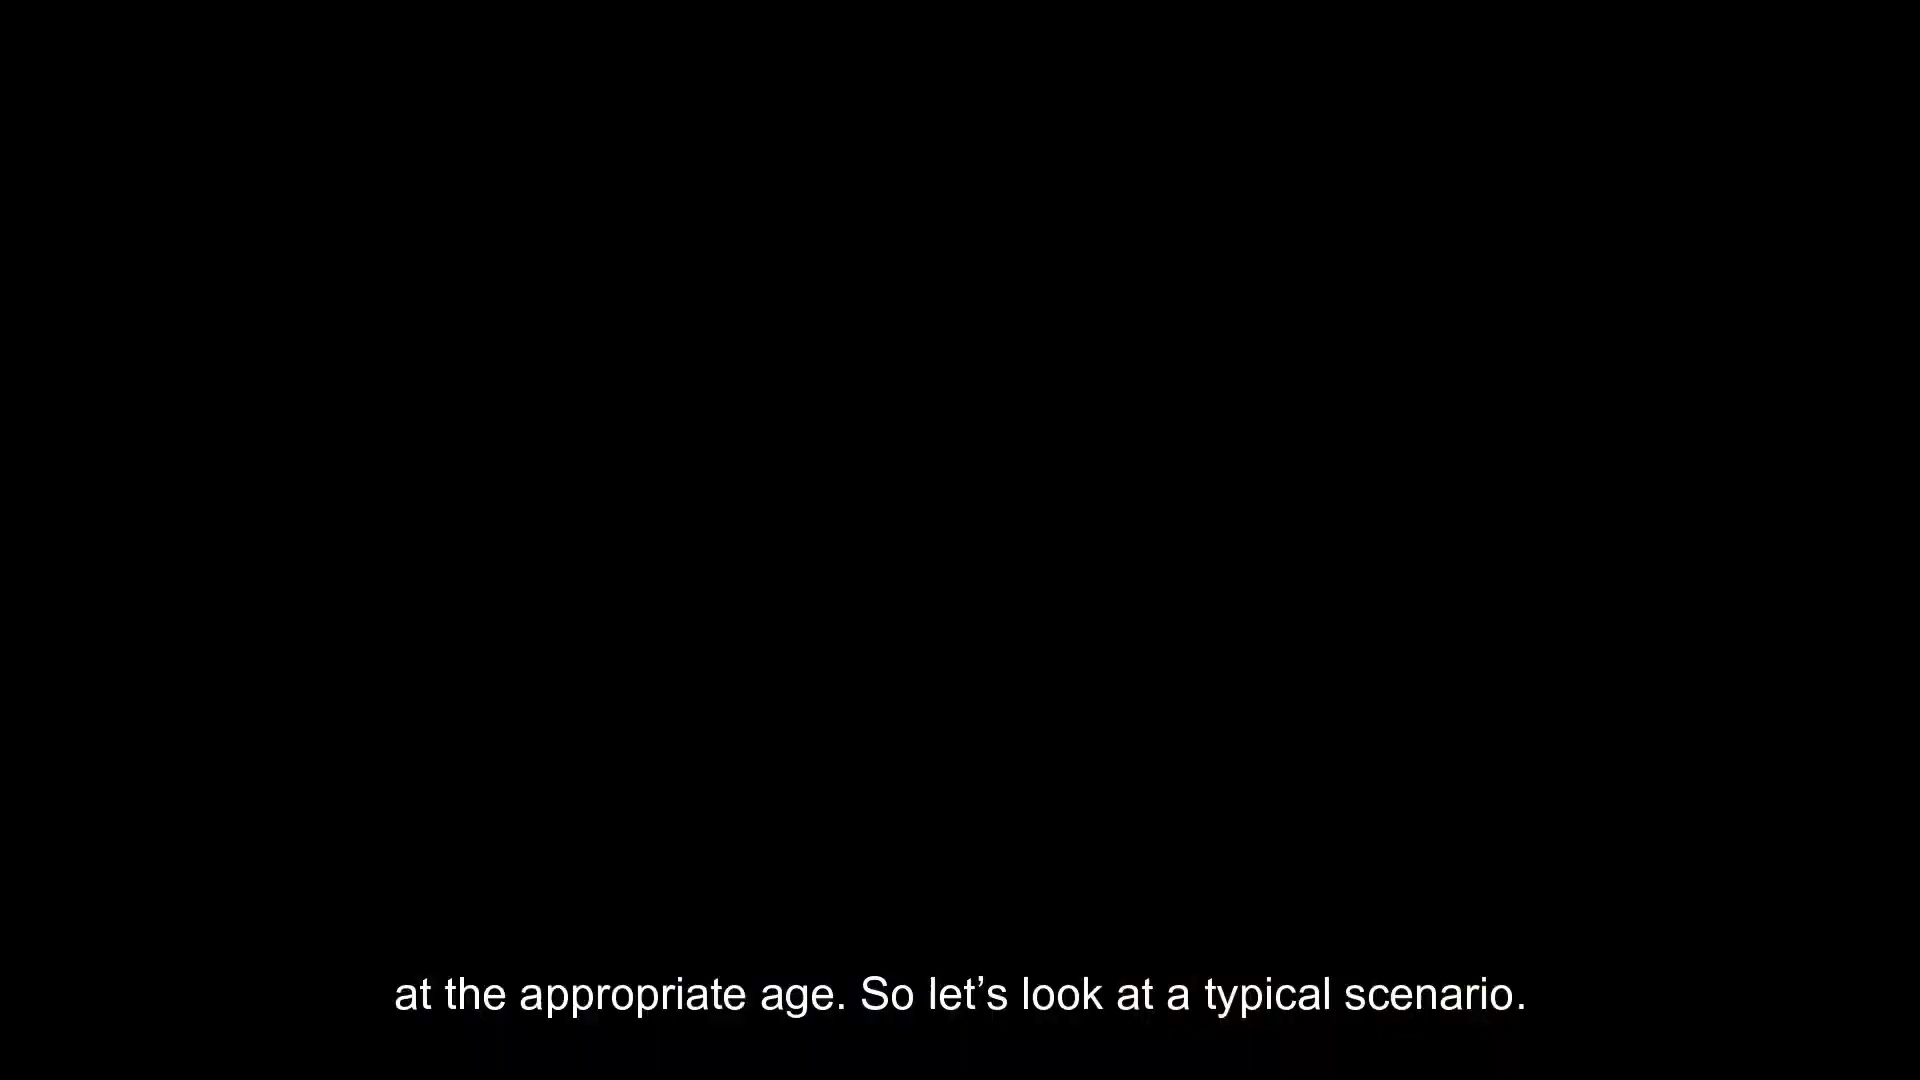 at the appropriate age. So let’s look at a typical scenario.